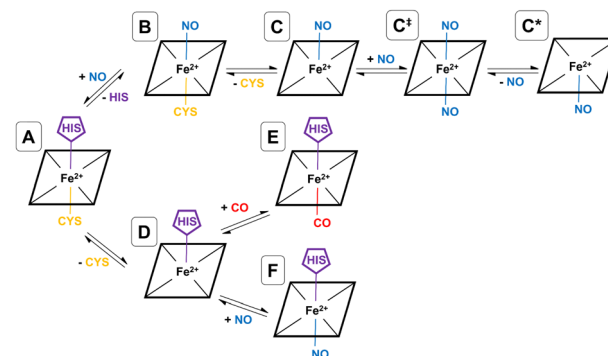 B
NO
Fe²⁺
CYS
C
NO
Fe²⁺
C‡
NO
Fe²⁺
NO
C*
Fe²⁺
NO
+ NO
- HIS
- CYS
+ NO
- NO
A
HIS
Fe²⁺
CYS
E
HIS
Fe²⁺
CO
+ CO
- CYS
D
HIS
Fe²⁺
+ NO
F
HIS
Fe²⁺
NO